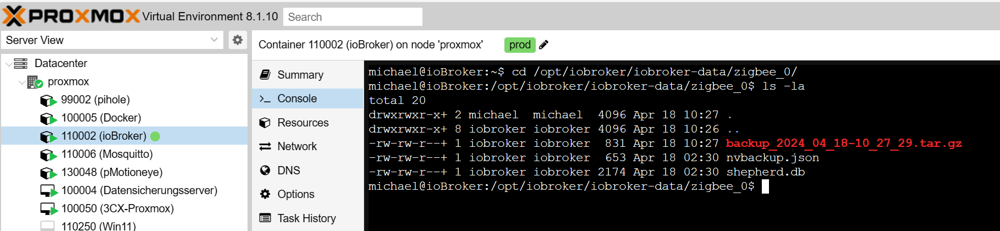 PROXMOX Virtual Environment 8.1.10 Search
Server View
Datacenter
proxmox
99002 (pihole)
100005 (Docker)
110002 (ioBroker)
110006 (Mosquitto)
130048 (pMotioneye)
100004 (Datensicherungsserver)
100050 (3CX-Proxmox)
110250 (Win11)
Container 110002 (ioBroker) on node 'proxmox' prod
Summary
Console
Resources
Network
DNS
Options
Task History
michael@ioBroker:~$ cd /opt/iobroker/iobroker-data/zigbee_0/
michael@ioBroker:/opt/iobroker/iobroker-data/zigbee_0$ ls -la
total 20
drwxrwxr-x+ 2 michael  michael  4096 Apr 18 10:27 .
drwxrwxr-x+ 8 iobroker iobroker 4096 Apr 18 10:26 ..
-rw-rw-r--+ 1 iobroker iobroker  831 Apr 18 10:27 backup_2024_04_18-10_27_29.tar.gz
-rw-rw-r--+ 1 iobroker iobroker  653 Apr 18 02:30 nvbackup.json
-rw-rw-r--+ 1 iobroker iobroker 2174 Apr 18 02:30 shepherd.db
michael@ioBroker:/opt/iobroker/iobroker-data/zigbee_0$